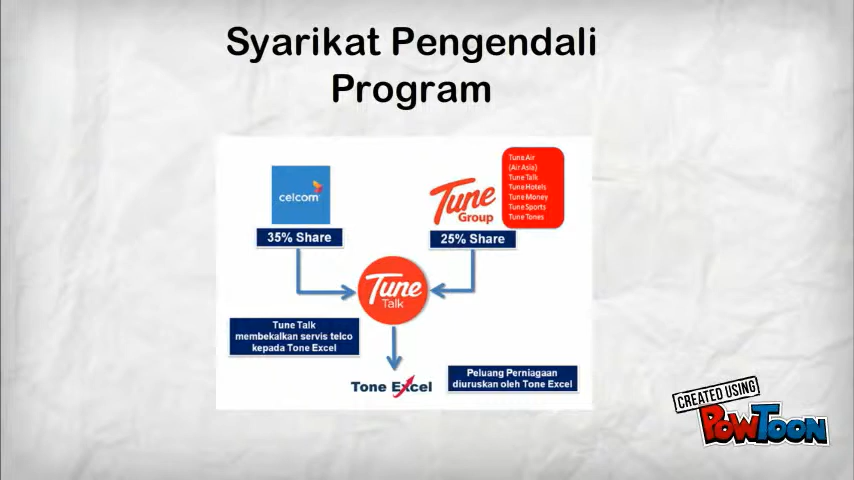 Syarikat Pengendali
Program
celcom
35% Share
Tune
Group
25% Share
Tune Air
(Air Asia)
Tune Talk
Tune Hotels
Tune Money
Tune Sports
Tune Tones
Tune
Talk
Tune Talk
membekalkan servis telco
kepada Tone Excel
Tone Excel
Peluang Perniagaan
diuruskan oleh Tone Excel
CREATED USING
POWTOON